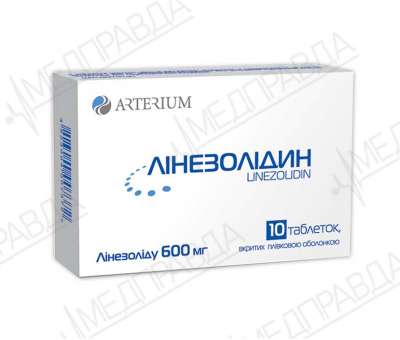 МЕДПРАВДА
ARTERIUM
ЛІНЕЗОЛІДИН
LINEZOLIDIN
10 таблеток,
вкритих плівковою оболонкою
Лінезоліду 600 мг